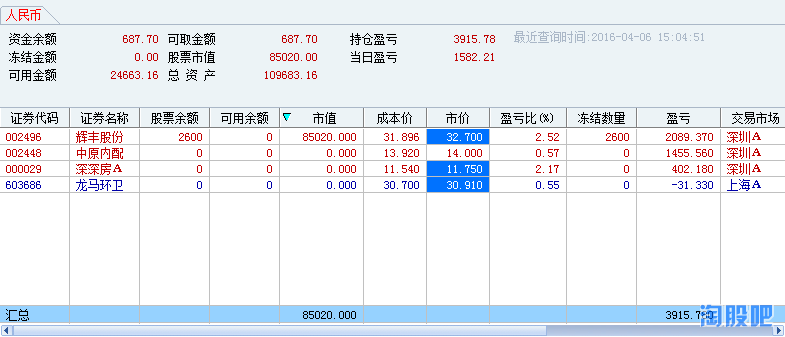 人民币
资金余额 687.70 可取金额 687.70 持仓盈亏 3915.78 最近查询时间:2016-04-06 15:04:51
冻结金额 0.00 股票市值 85020.00 当日盈亏 1582.21
可用金额 24663.16 总 资 产 109683.16
证券代码 证券名称 股票余额 可用余额 市值 成本价 市价 盈亏比(%) 冻结数量 盈亏 交易市场
002496 辉丰股份 2600 0 85020.000 31.896 32.700 2.52 2600 2089.370 深圳A
002448 中原内配 0 0 0.000 13.920 14.000 0.57 0 1455.560 深圳A
000029 深深房A 0 0 0.000 11.540 11.750 2.17 0 402.180 深圳A
603686 龙马环卫 0 0 0.000 30.700 30.910 0.55 0 -31.330 上海A
汇总 85020.000 3915.780
淘股吧